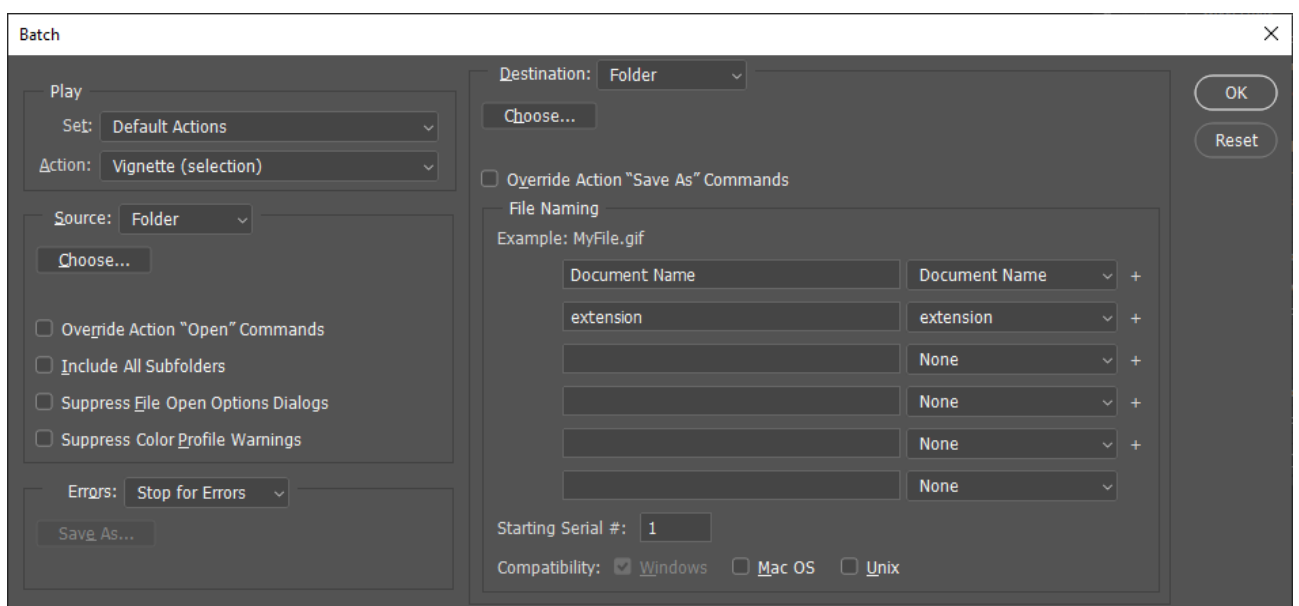 Batch
Play
Set: Default Actions
Action: Vignette (selection)
Source: Folder
Choose...
Override Action “Open” Commands
Include All Subfolders
Suppress File Open Options Dialogs
Suppress Color Profile Warnings
Errors: Stop for Errors
Save As...
Destination: Folder
Choose...
Override Action “Save As” Commands
File Naming
Example: MyFile.gif
Document Name Document Name +
extension extension +
None +
None +
None +
None
Starting Serial #: 1
Compatibility: Windows Mac OS Unix
OK
Reset